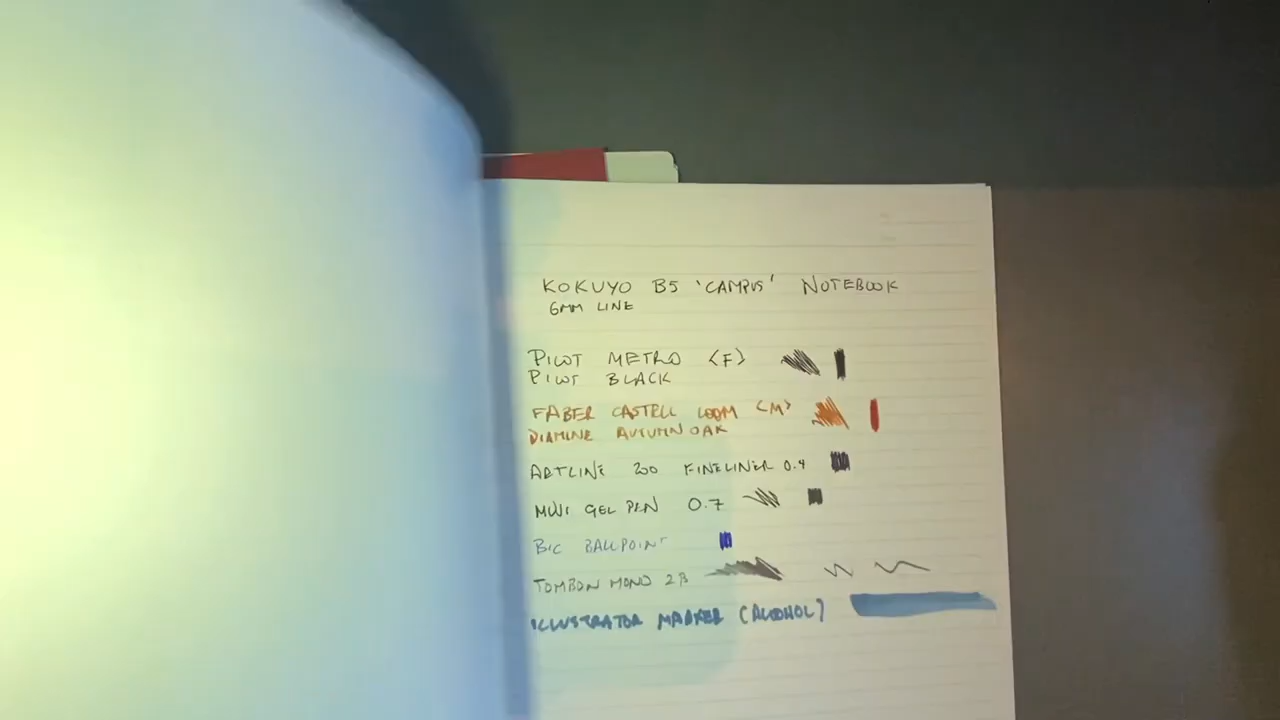 KOKUYO B5 'CAMPUS' NOTEBOOK
6MM LINE
PILOT METRO <F>
PILOT BLACK
FABER CASTELL LOOM <M>
DIAMINE AUTUMN OAK
ARTLINE 200 FINELINER 0.4
MUJI GEL PEN 0.7
BIC BALLPOINT
TOMBON MONO 2B
ILLUSTRATOR MARKER (ALCOHOL)